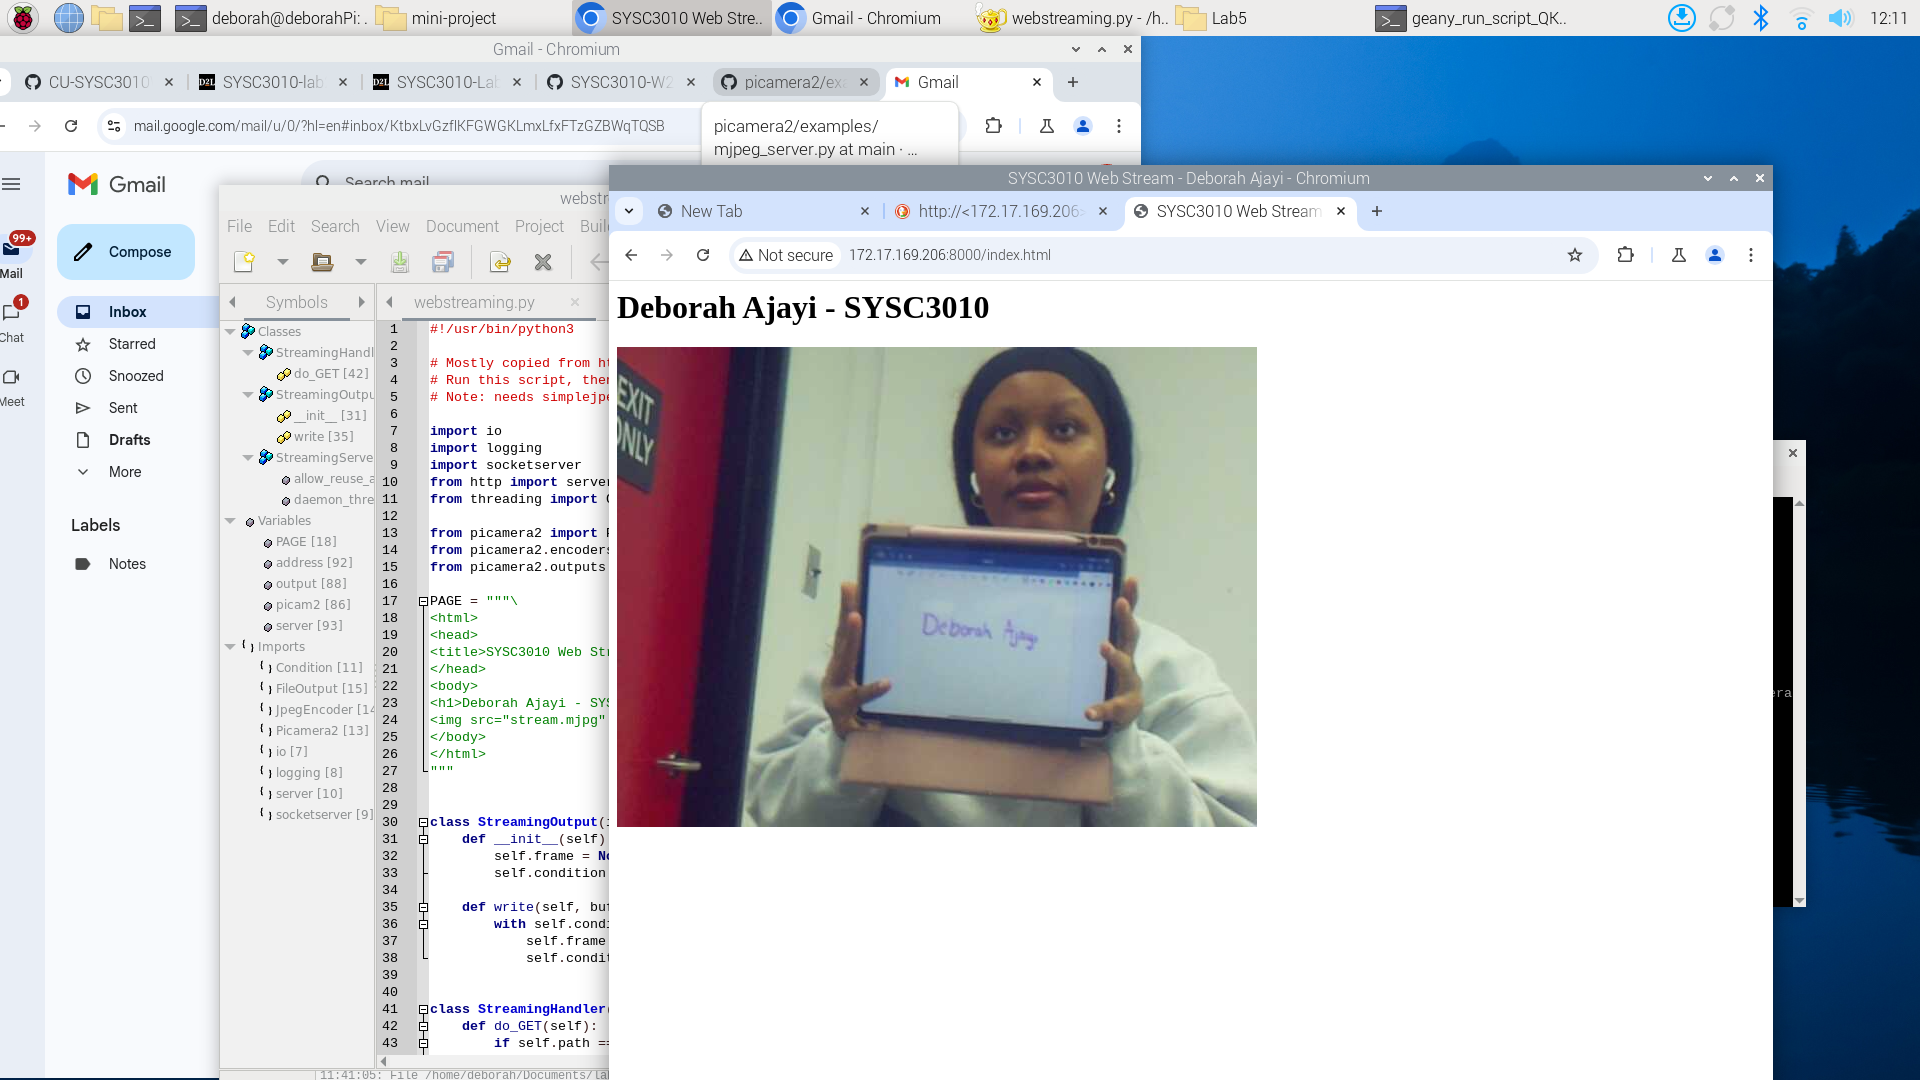 deborah@deborahPi: .
mini-project
SYSC3010 Web Stre..
Gmail - Chromium
webstreaming.py - /h..
Lab5
geany_run_script_QK..
12:11
Gmail - Chromium
CU-SYSC3010
SYSC3010-lab
SYSC3010-Lab
SYSC3010-W2
picamera2/exa
Gmail
mail.google.com/mail/u/0/?hl=en#inbox/KtbxLvGzflKFGWGKLmxLfxFTzGZBWqTQSB
picamera2/examples/
mjpeg_server.py at main · ...
Gmail
Search mail
Compose
99+
Mail
1
Chat
Meet
Inbox
Starred
Snoozed
Sent
Drafts
More
Labels
Notes
webstr
File Edit Search View Document Project Buil
Symbols
webstreaming.py
Classes
StreamingHandl
do_GET [42]
StreamingOutpu
__init__ [31]
write [35]
StreamingServe
allow_reuse_a
daemon_thre
Variables
PAGE [18]
address [92]
output [88]
picam2 [86]
server [93]
Imports
Condition [11]
FileOutput [15]
JpegEncoder [14
Picamera2 [13]
io [7]
logging [8]
server [10]
socketserver [9]
1 #!/usr/bin/python3
2
3 # Mostly copied from ht
4 # Run this script, then
5 # Note: needs simplejpe
6
7 import io
8 import logging
9 import socketserver
10 from http import server
11 from threading import C
12
13 from picamera2 import P
14 from picamera2.encoders
15 from picamera2.outputs
16
17 PAGE = """\
18 <html>
19 <head>
20 <title>SYSC3010 Web Str
21 </head>
22 <body>
23 <h1>Deborah Ajayi - SYS
24 <img src="stream.mjpg"
25 </body>
26 </html>
27 """
28
29
30 class StreamingOutput(i
31 def __init__(self)
32 self.frame = No
33 self.condition
34
35 def write(self, buf
36 with self.condi
37 self.frame
38 self.condit
39
40
41 class StreamingHandler(
42 def do_GET(self):
43 if self.path ==
11:41:05: File /home/deborah/Documents/la
SYSC3010 Web Stream - Deborah Ajayi - Chromium
New Tab
http://<172.17.169.206>
SYSC3010 Web Stream
Not secure
172.17.169.206:8000/index.html
Deborah Ajayi - SYSC3010
EXIT
ONLY
Deborah Ajayi
era